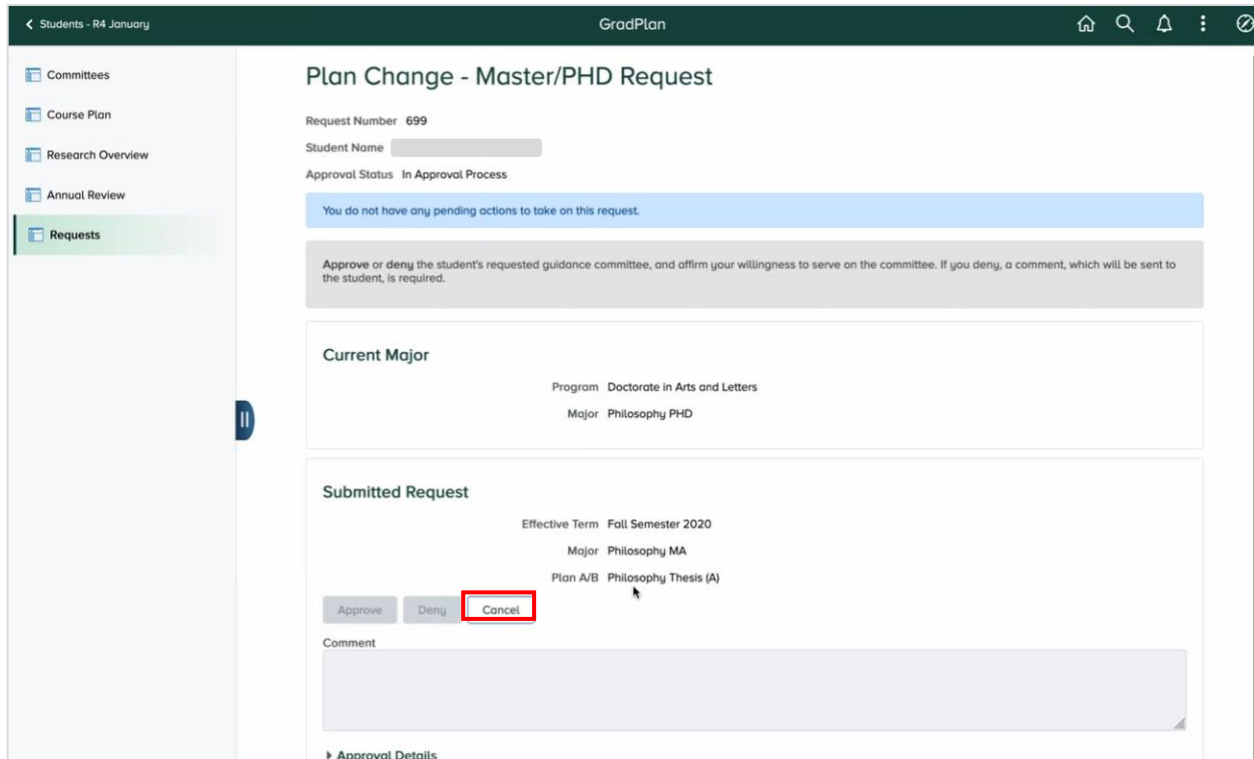 Students - R4 January
GradPlan
Committees
Course Plan
Research Overview
Annual Review
Requests
Plan Change - Master/PHD Request
Request Number 699
Student Name
Approval Status In Approval Process
You do not have any pending actions to take on this request.
Approve or deny the student's requested guidance committee, and affirm your willingness to serve on the committee. If you deny, a comment, which will be sent to
the student, is required.
Current Major
Program Doctorate in Arts and Letters
Major Philosophy PHD
Submitted Request
Effective Term Fall Semester 2020
Major Philosophy MA
Plan A/B Philosophy Thesis (A)
Approve Deny Cancel
Comment
Approval Details